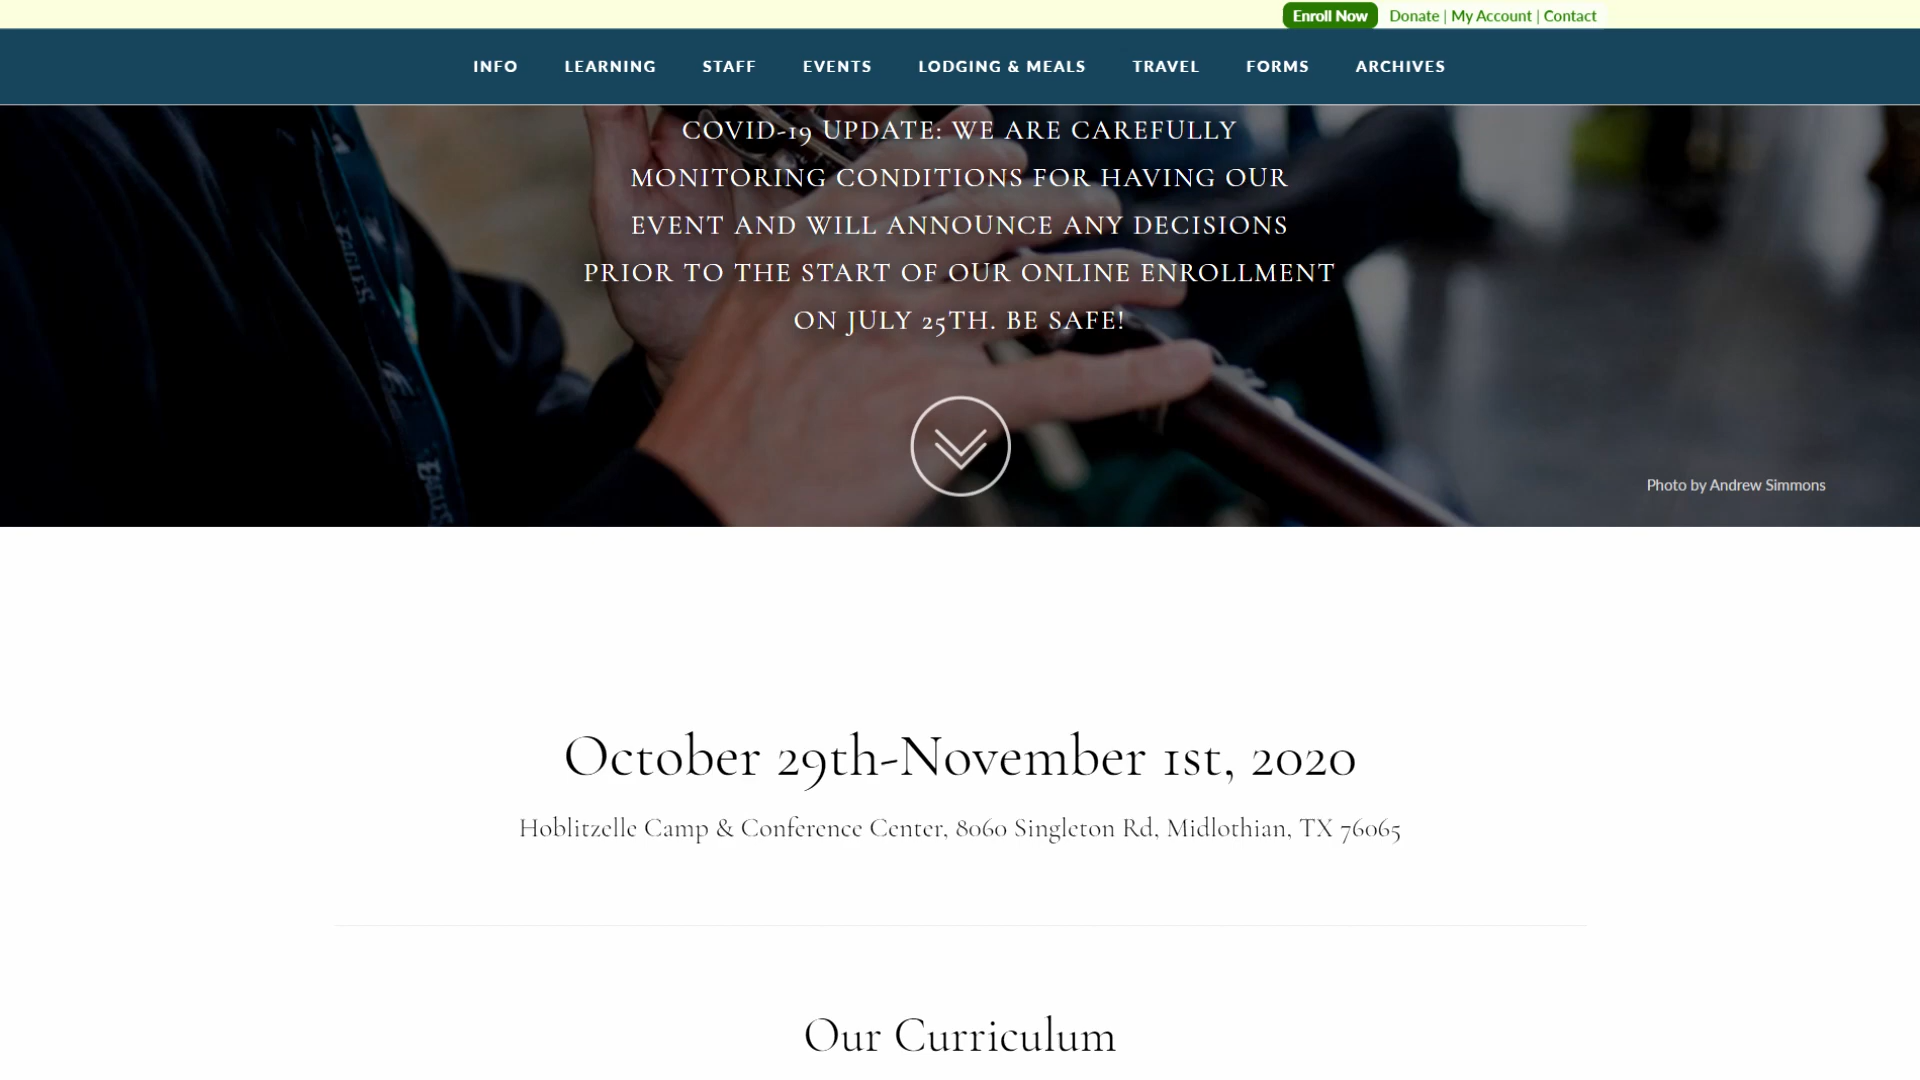 Enroll Now Donate | My Account | Contact
INFO LEARNING STAFF EVENTS LODGING & MEALS TRAVEL FORMS ARCHIVES
COVID-19 UPDATE: WE ARE CAREFULLY
MONITORING CONDITIONS FOR HAVING OUR
EVENT AND WILL ANNOUNCE ANY DECISIONS
PRIOR TO THE START OF OUR ONLINE ENROLLMENT
ON JULY 25TH. BE SAFE!
EAGLES
EAGLES
Photo by Andrew Simmons
October 29th-November 1st, 2020
Hoblitzelle Camp & Conference Center, 8060 Singleton Rd, Midlothian, TX 76065
Our Curriculum